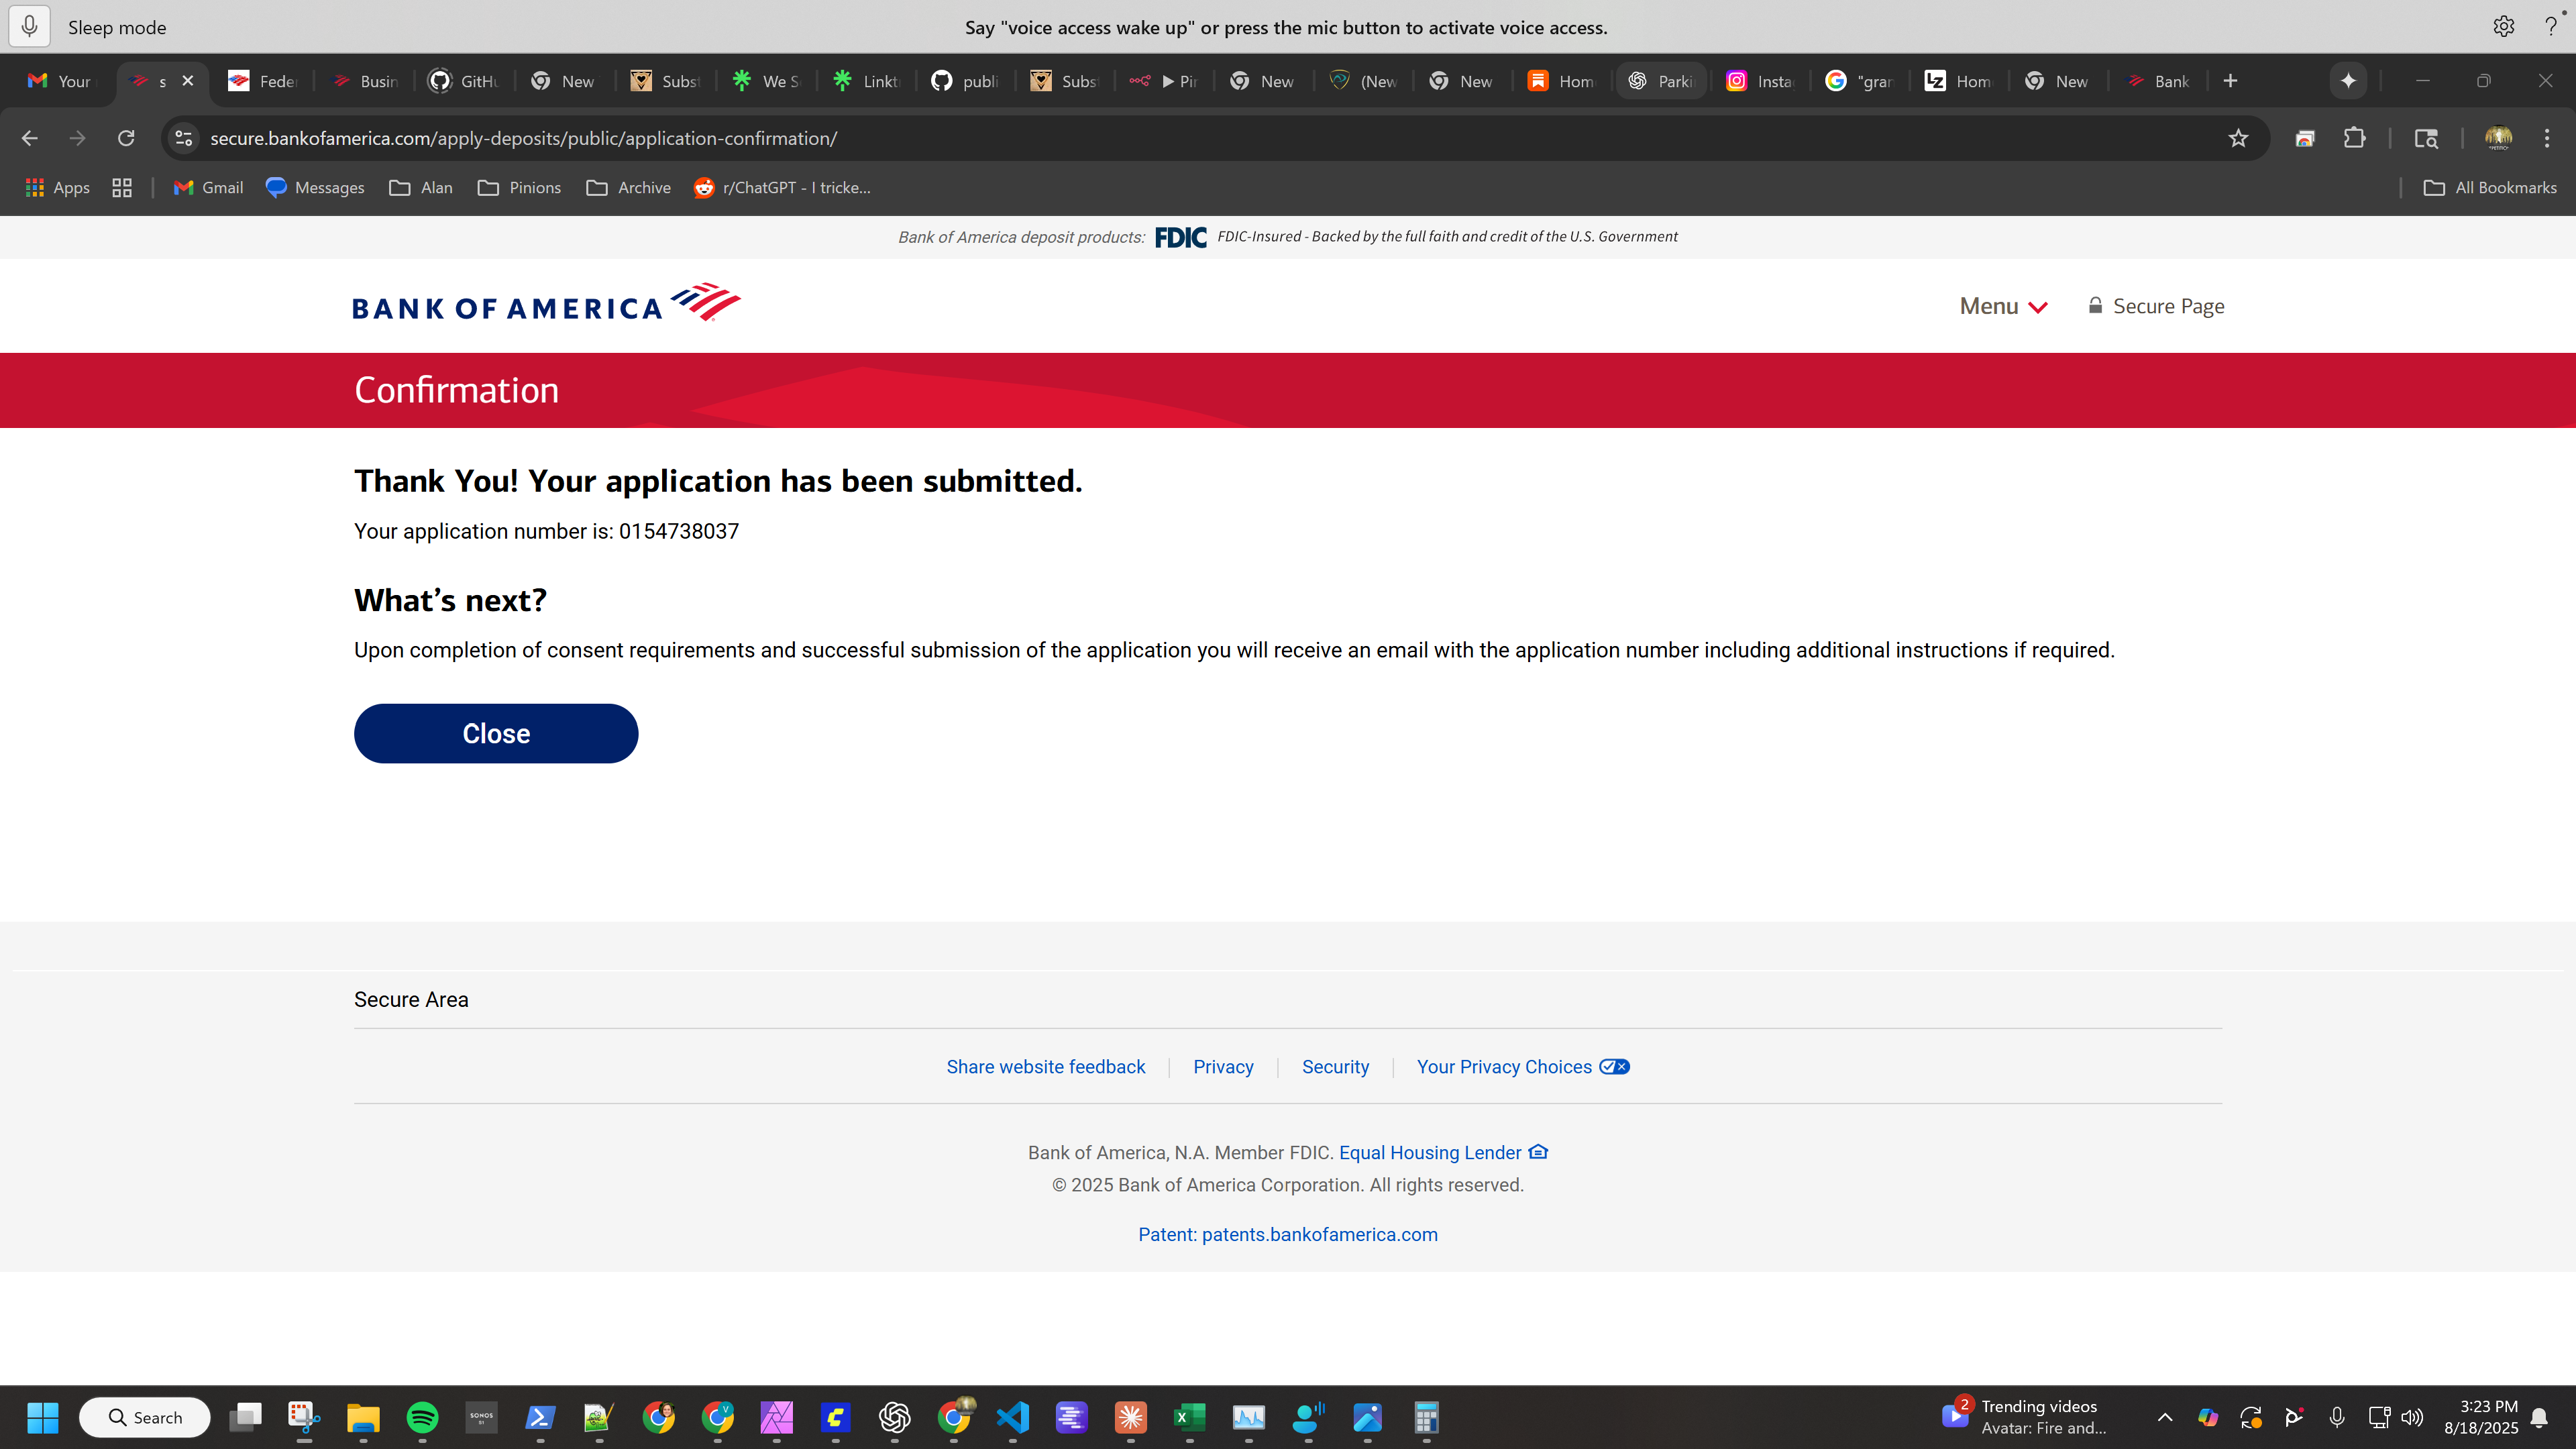 Sleep mode
Say "voice access wake up" or press the mic button to activate voice access.
Your
s
Feder
Busin
GitHu
New
Subst
We Se
Linktr
publi
Subst
▶ Pin
New
(New
New
Hom
Parki
Insta
"gran
Hom
New
Bank
secure.bankofamerica.com/apply-deposits/public/application-confirmation/
Apps
Gmail
Messages
Alan
Pinions
Archive
r/ChatGPT - I tricke...
All Bookmarks
Bank of America deposit products: FDIC FDIC-Insured - Backed by the full faith and credit of the U.S. Government
BANK OF AMERICA
Menu
Secure Page
Confirmation
Thank You! Your application has been submitted.
Your application number is: 0154738037
What's next?
Upon completion of consent requirements and successful submission of the application you will receive an email with the application number including additional instructions if required.
Close
Secure Area
Share website feedback
Privacy
Security
Your Privacy Choices
Bank of America, N.A. Member FDIC. Equal Housing Lender
© 2025 Bank of America Corporation. All rights reserved.
Patent: patents.bankofamerica.com
Search
SONOS
2
Trending videos
Avatar: Fire and...
3:23 PM
8/18/2025